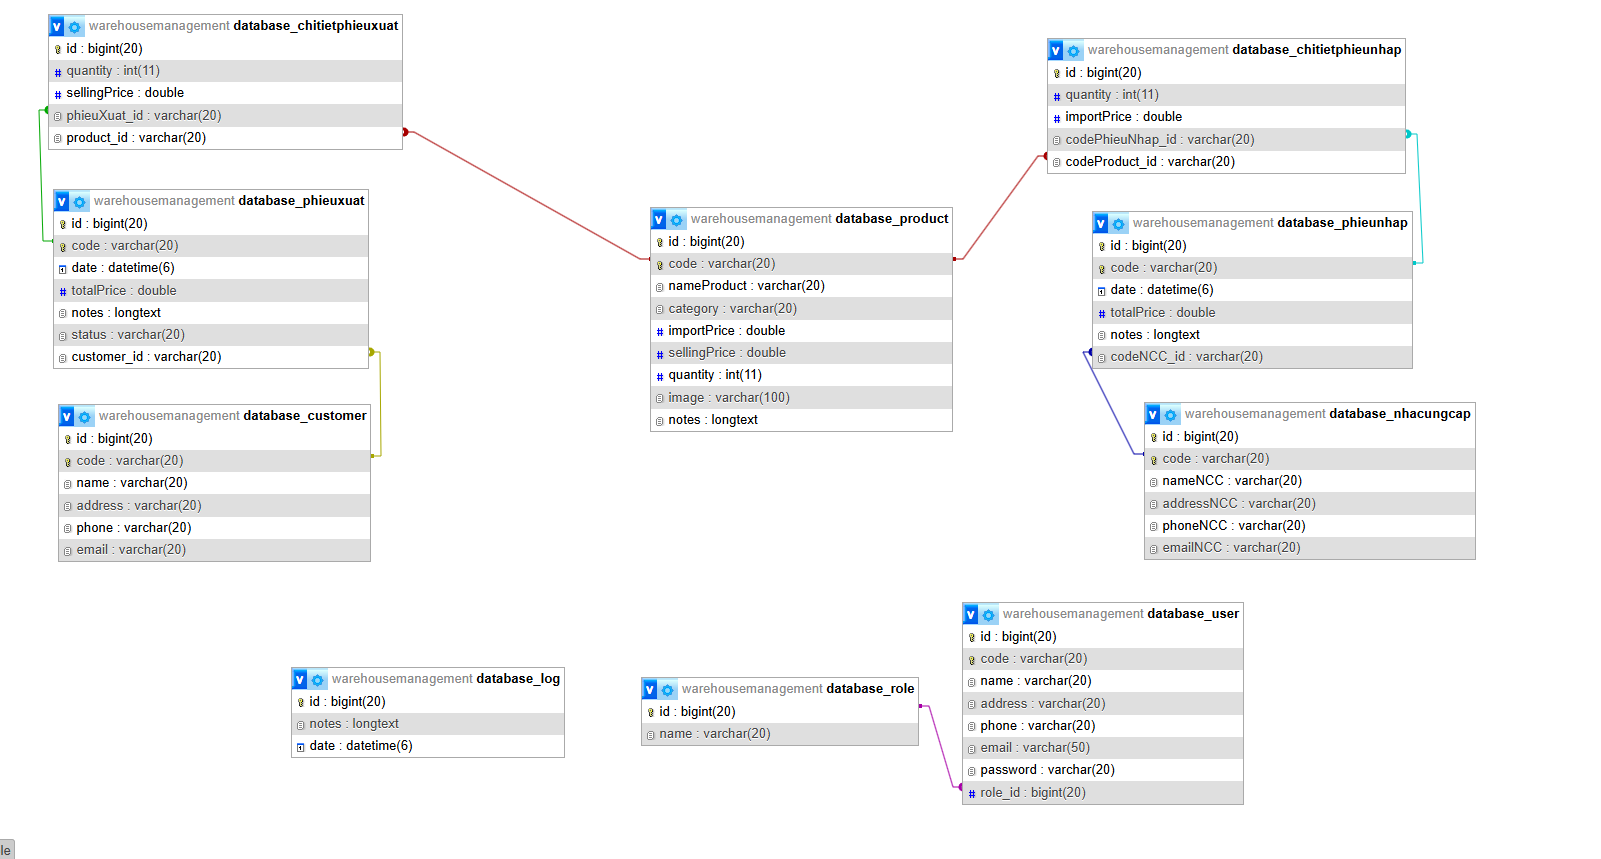 warehousemanagement database_chitietphieuxuat
id : bigint(20)
quantity : int(11)
sellingPrice : double
phieuXuat_id : varchar(20)
product_id : varchar(20)
warehousemanagement database_phieuxuat
id : bigint(20)
code : varchar(20)
date : datetime(6)
totalPrice : double
notes : longtext
status : varchar(20)
customer_id : varchar(20)
warehousemanagement database_customer
id : bigint(20)
code : varchar(20)
name : varchar(20)
address : varchar(20)
phone : varchar(20)
email : varchar(20)
warehousemanagement database_product
id : bigint(20)
code : varchar(20)
nameProduct : varchar(20)
category : varchar(20)
importPrice : double
sellingPrice : double
quantity : int(11)
image : varchar(100)
notes : longtext
warehousemanagement database_chitietphieunhap
id : bigint(20)
quantity : int(11)
importPrice : double
codePhieuNhap_id : varchar(20)
codeProduct_id : varchar(20)
warehousemanagement database_phieunhap
id : bigint(20)
code : varchar(20)
date : datetime(6)
totalPrice : double
notes : longtext
codeNCC_id : varchar(20)
warehousemanagement database_nhacungcap
id : bigint(20)
code : varchar(20)
nameNCC : varchar(20)
addressNCC : varchar(20)
phoneNCC : varchar(20)
emailNCC : varchar(20)
warehousemanagement database_log
id : bigint(20)
notes : longtext
date : datetime(6)
warehousemanagement database_role
id : bigint(20)
name : varchar(20)
warehousemanagement database_user
id : bigint(20)
code : varchar(20)
name : varchar(20)
address : varchar(20)
phone : varchar(20)
email : varchar(50)
password : varchar(20)
role_id : bigint(20)
le